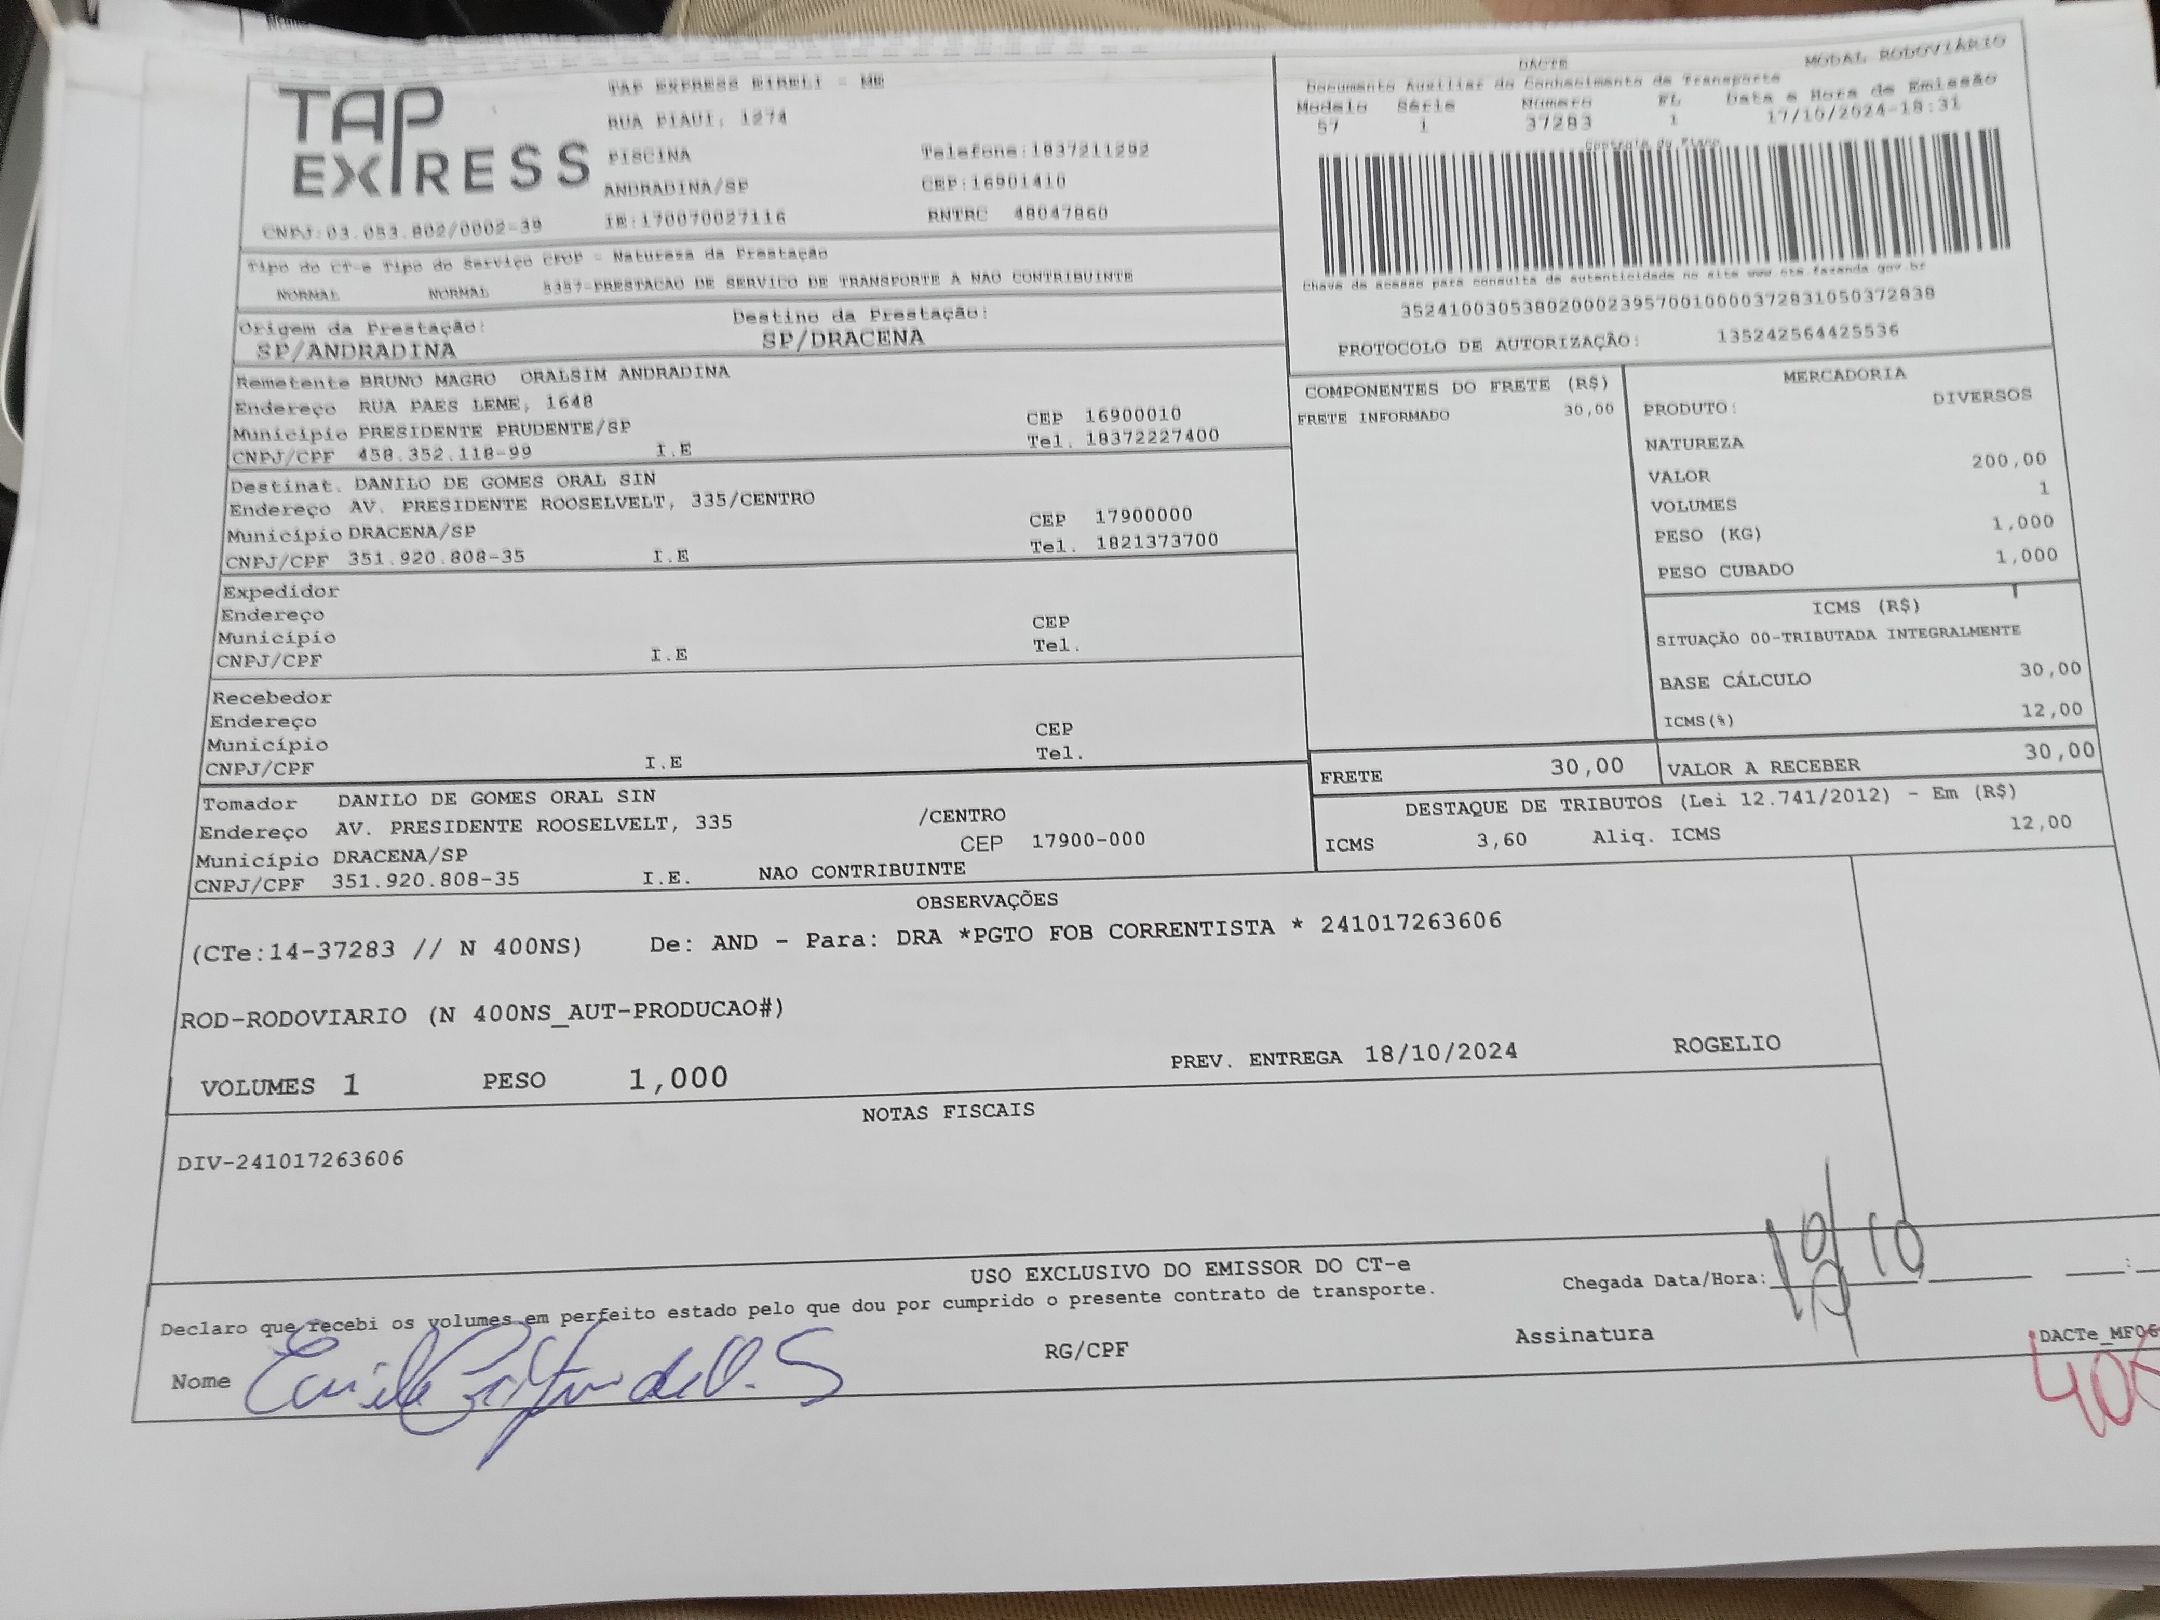 TAP EXPRESS
TAP EXPRESS EIRELI - ME
RUA PIAUI, 1274
PISCINA Telefone:1837211292
ANDRADINA/SP CEP:16901410
CNPJ:03.053.802/0002-39 IE:170070027116 RNTRC 48047860
DACTE MODAL RODOVIÁRIO
Documento Auxiliar do Conhecimento de Transporte
Modelo Série Número FL Data e Hora de Emissão
57 1 37283 1 17/10/2024-18:31
Controle do Fisco
Chave de acesso para consulta de autenticidade no site www.cte.fazenda.gov.br
35241003053802000239570010000372831050372838
PROTOCOLO DE AUTORIZAÇÃO: 135242564425536
Tipo do CT-e Tipo do Serviço CFOP - Natureza da Prestação
NORMAL NORMAL 5357-PRESTACAO DE SERVICO DE TRANSPORTE A NAO CONTRIBUINTE
Origem da Prestação: Destino da Prestação:
SP/ANDRADINA SP/DRACENA
Remetente BRUNO MAGRO ORALSIM ANDRADINA
Endereço RUA PAES LEME, 1648
Município PRESIDENTE PRUDENTE/SP CEP 16900010
CNPJ/CPF 458.352.118-99 I.E Tel. 18372227400
Destinat. DANILO DE GOMES ORAL SIN
Endereço AV. PRESIDENTE ROOSELVELT, 335/CENTRO
Município DRACENA/SP CEP 17900000
CNPJ/CPF 351.920.808-35 I.E Tel. 1821373700
Expedidor
Endereço
Município CEP
CNPJ/CPF I.E Tel.
Recebedor
Endereço
Município CEP
CNPJ/CPF I.E Tel.
Tomador DANILO DE GOMES ORAL SIN
Endereço AV. PRESIDENTE ROOSELVELT, 335 /CENTRO
Município DRACENA/SP CEP 17900-000
CNPJ/CPF 351.920.808-35 I.E. NAO CONTRIBUINTE
COMPONENTES DO FRETE (R$)
FRETE INFORMADO 30,00
MERCADORIA
PRODUTO: DIVERSOS
NATUREZA
VALOR 200,00
VOLUMES 1
PESO (KG) 1,000
PESO CUBADO 1,000
ICMS (R$)
SITUAÇÃO 00-TRIBUTADA INTEGRALMENTE
BASE CÁLCULO 30,00
ICMS(%) 12,00
FRETE 30,00 VALOR A RECEBER 30,00
DESTAQUE DE TRIBUTOS (Lei 12.741/2012) - Em (R$)
ICMS 3,60 Aliq. ICMS 12,00
OBSERVAÇÕES
(CTe:14-37283 // N 400NS) De: AND - Para: DRA *PGTO FOB CORRENTISTA * 241017263606
ROD-RODOVIARIO (N 400NS_AUT-PRODUCAO#)
VOLUMES 1 PESO 1,000 PREV. ENTREGA 18/10/2024 ROGELIO
NOTAS FISCAIS
DIV-241017263606
USO EXCLUSIVO DO EMISSOR DO CT-e
Declaro que recebi os volumes em perfeito estado pelo que dou por cumprido o presente contrato de transporte.
Chegada Data/Hora: :
Nome RG/CPF Assinatura
DACTe_MF06